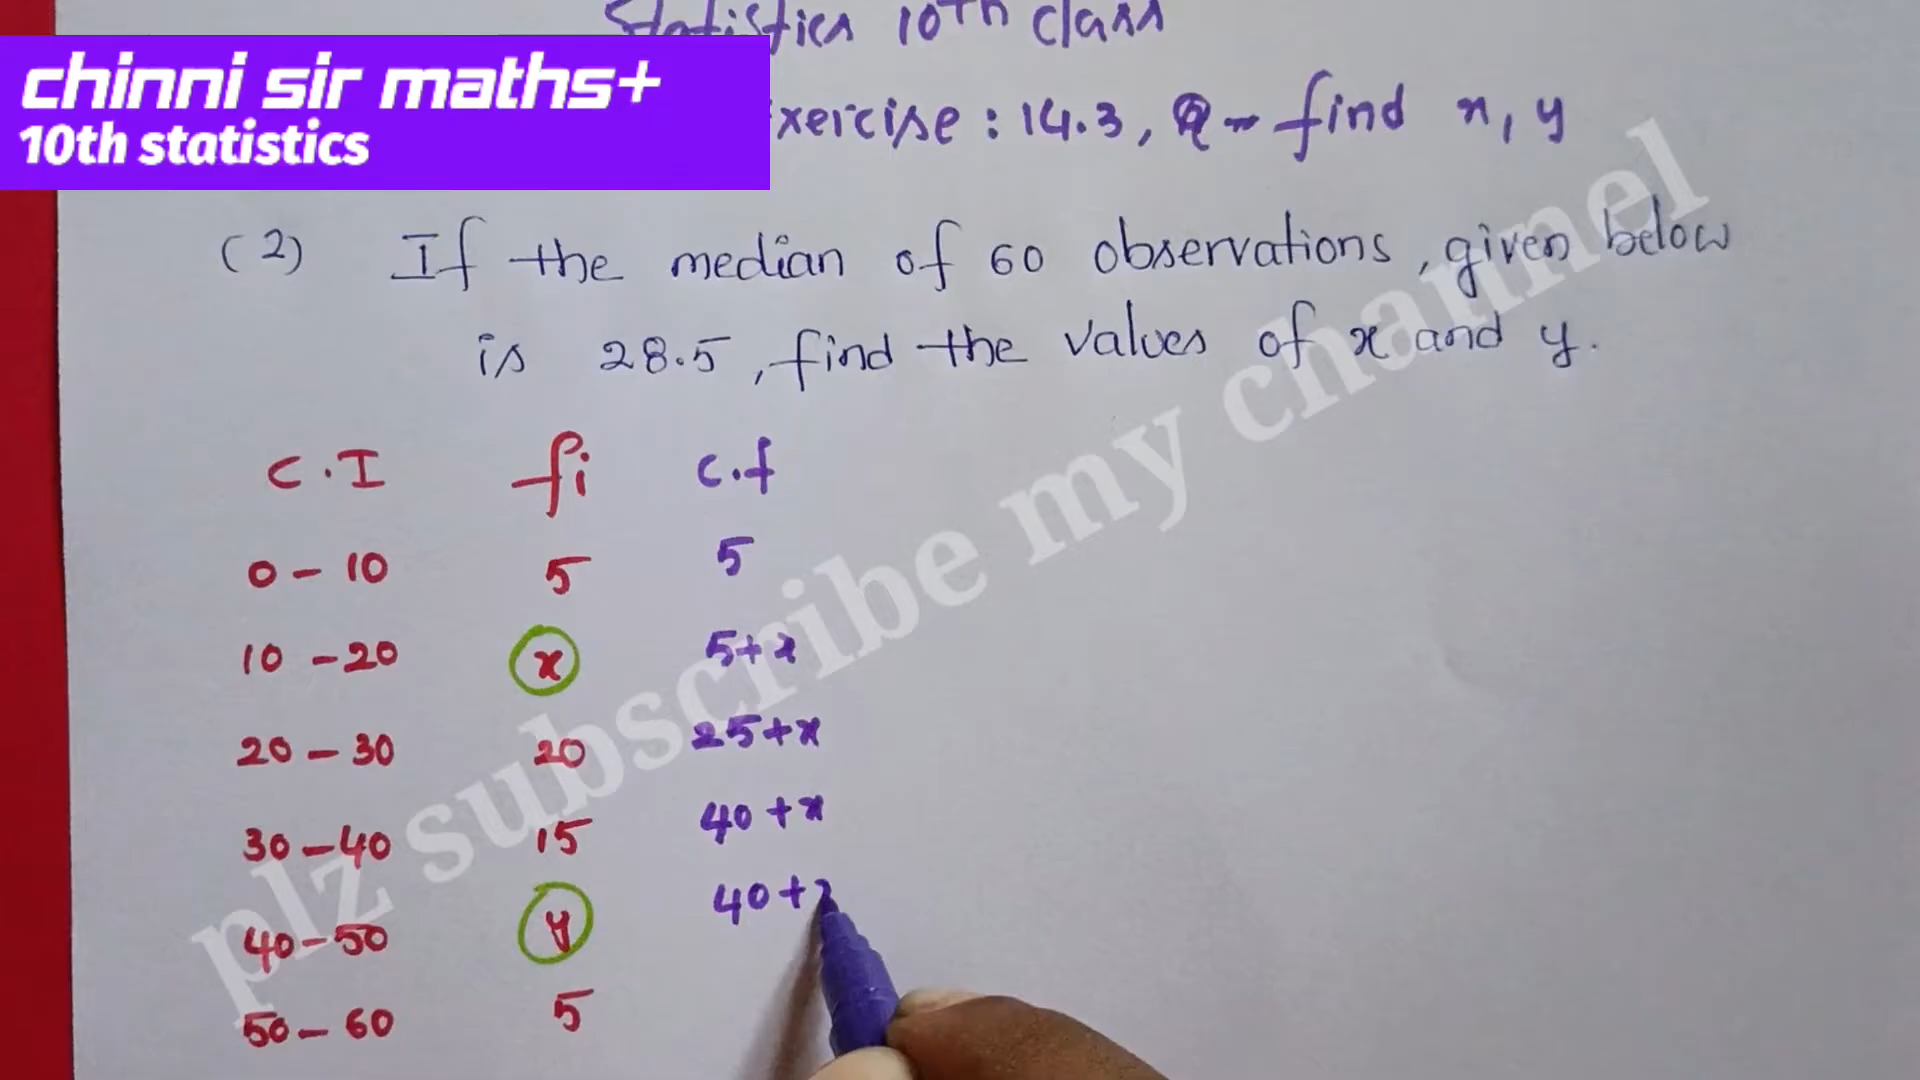 Statistics 10TH class
chinni sir maths+
10th statistics
xercise : 14.3, Q - find x, y
(2) If the median of 60 observations, given below
is 28.5, find the values of x and y.
C.I fi c.f
0 - 10 5 5
10 - 20 x 5+x
20 - 30 20 25+x
30 - 40 15 40+x
40 - 50 y 40+
50 - 60 5
plz subscribe my channel